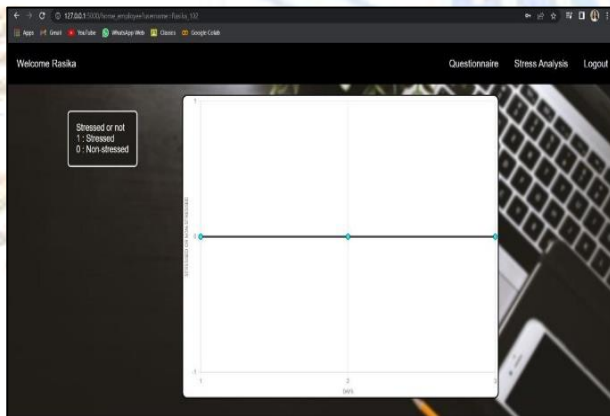 127.0.0.1:5000/home_employee?username=Rasika_102
Apps Gmail YouTube WhatsApp Web Classes Google Colab
Welcome Rasika Questionnaire Stress Analysis Logout
Stressed or not
1 : Stressed
0 : Non-stressed
1
0
-1
1 2 3
DAYS